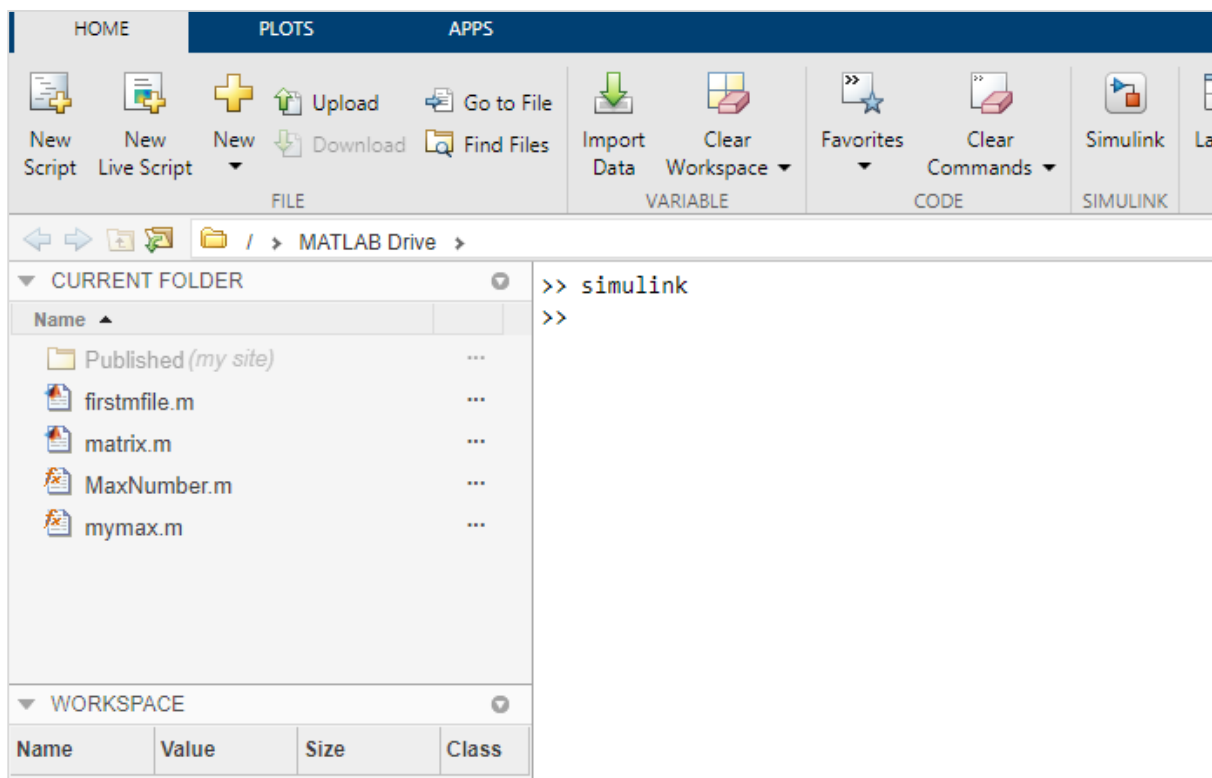 HOME PLOTS APPS
New Script
New Live Script
New
Upload
Download
Go to File
Find Files
Import Data
Clear Workspace
Favorites
Clear Commands
Simulink
FILE VARIABLE CODE SIMULINK
/ MATLAB Drive
CURRENT FOLDER
Name
Published (my site)
firstmfile.m
matrix.m
MaxNumber.m
mymax.m
>> simulink
>>
WORKSPACE
Name Value Size Class